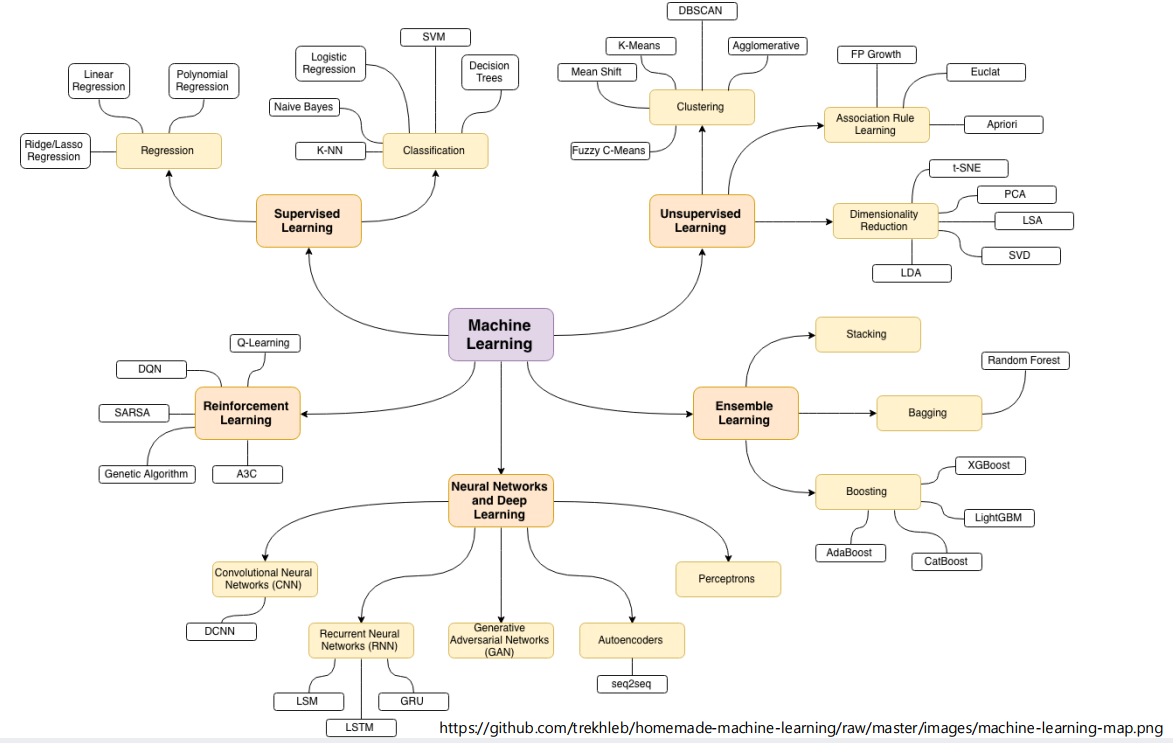 DBSCAN
SVM
K-Means
Agglomerative
Logistic
Regression
FP Growth
Linear
Regression
Polynomial
Regression
Decision
Trees
Mean Shift
Euclat
Clustering
Naive Bayes
Association Rule
Learning
Apriori
Ridge/Lasso
Regression
Regression
K-NN
Classification
Fuzzy C-Means
t-SNE
PCA
Supervised
Learning
Unsupervised
Learning
Dimensionality
Reduction
LSA
SVD
LDA
Machine
Learning
Stacking
Q-Learning
Random Forest
DQN
SARSA
Reinforcement
Learning
Ensemble
Learning
Bagging
Genetic Algorithm
A3C
XGBoost
Neural Networks
and Deep
Learning
Boosting
LightGBM
AdaBoost
CatBoost
Convolutional Neural
Networks (CNN)
Perceptrons
DCNN
Recurrent Neural
Networks (RNN)
Generative
Adversarial Networks
(GAN)
Autoencoders
seq2seq
LSM
GRU
LSTM
https://github.com/trekhleb/homemade-machine-learning/raw/master/images/machine-learning-map.png